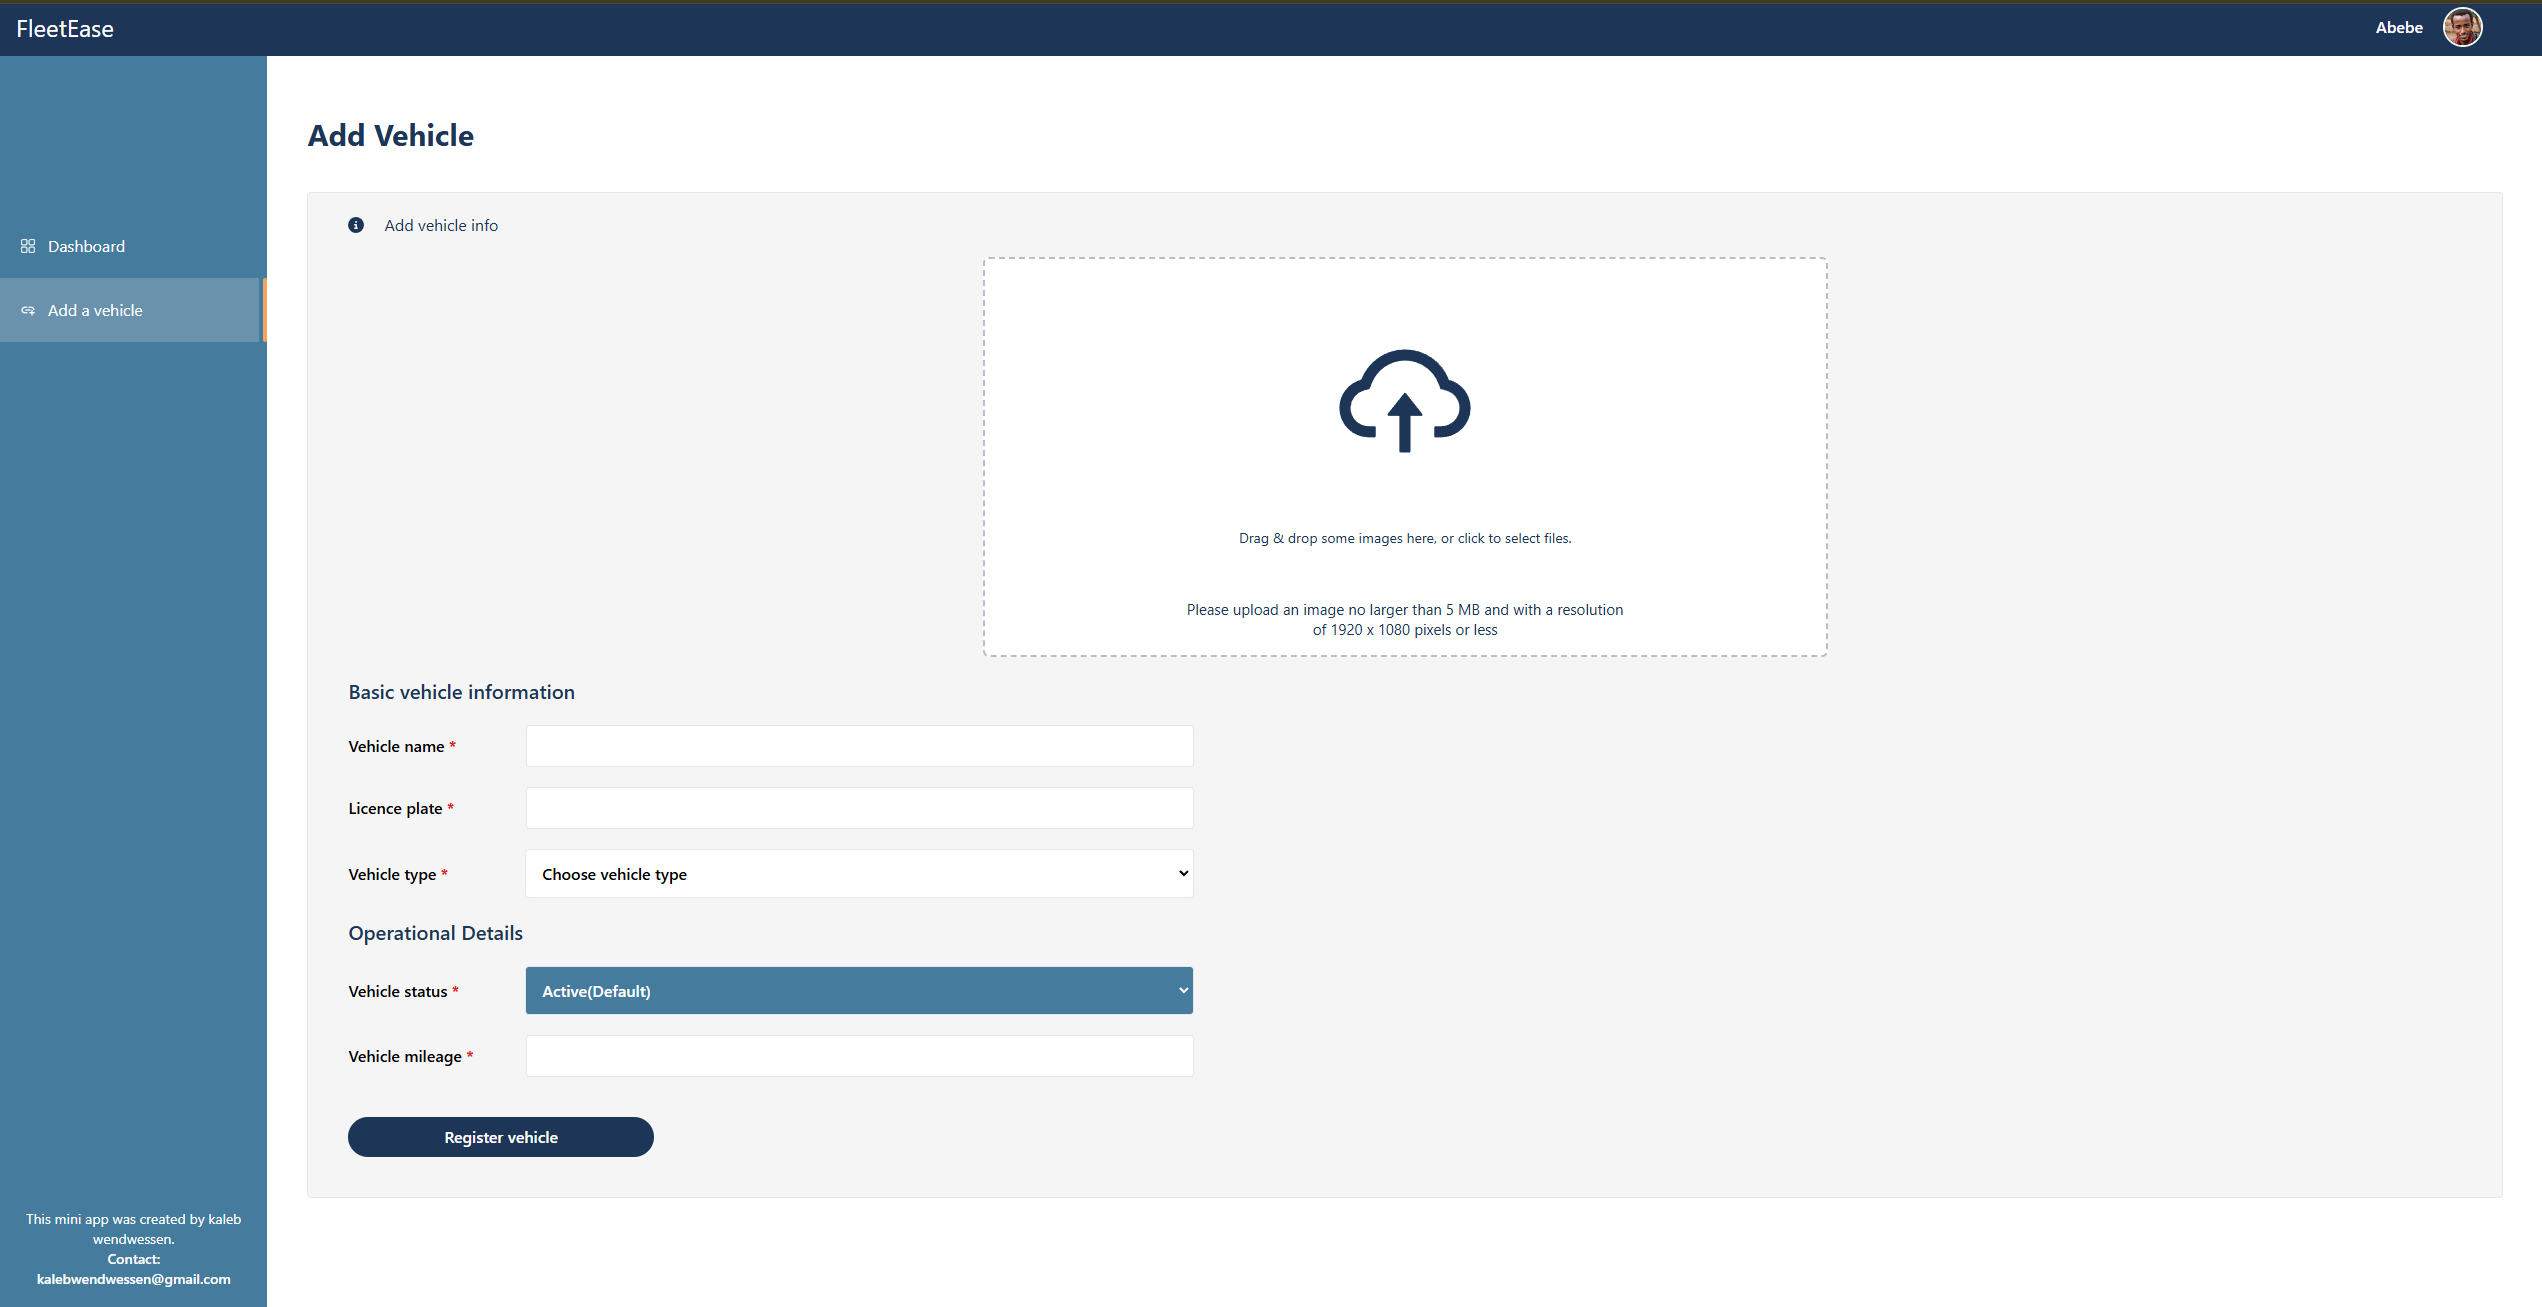 FleetEase
Abebe
Dashboard
Add a vehicle
This mini app was created by kaleb
wendwessen.
Contact:
kalebwendwessen@gmail.com
Add Vehicle
Add vehicle info
Drag & drop some images here, or click to select files.
Please upload an image no larger than 5 MB and with a resolution
of 1920 x 1080 pixels or less
Basic vehicle information
Vehicle name *
Licence plate *
Vehicle type *
Choose vehicle type
Operational Details
Vehicle status *
Active(Default)
Vehicle mileage *
Register vehicle